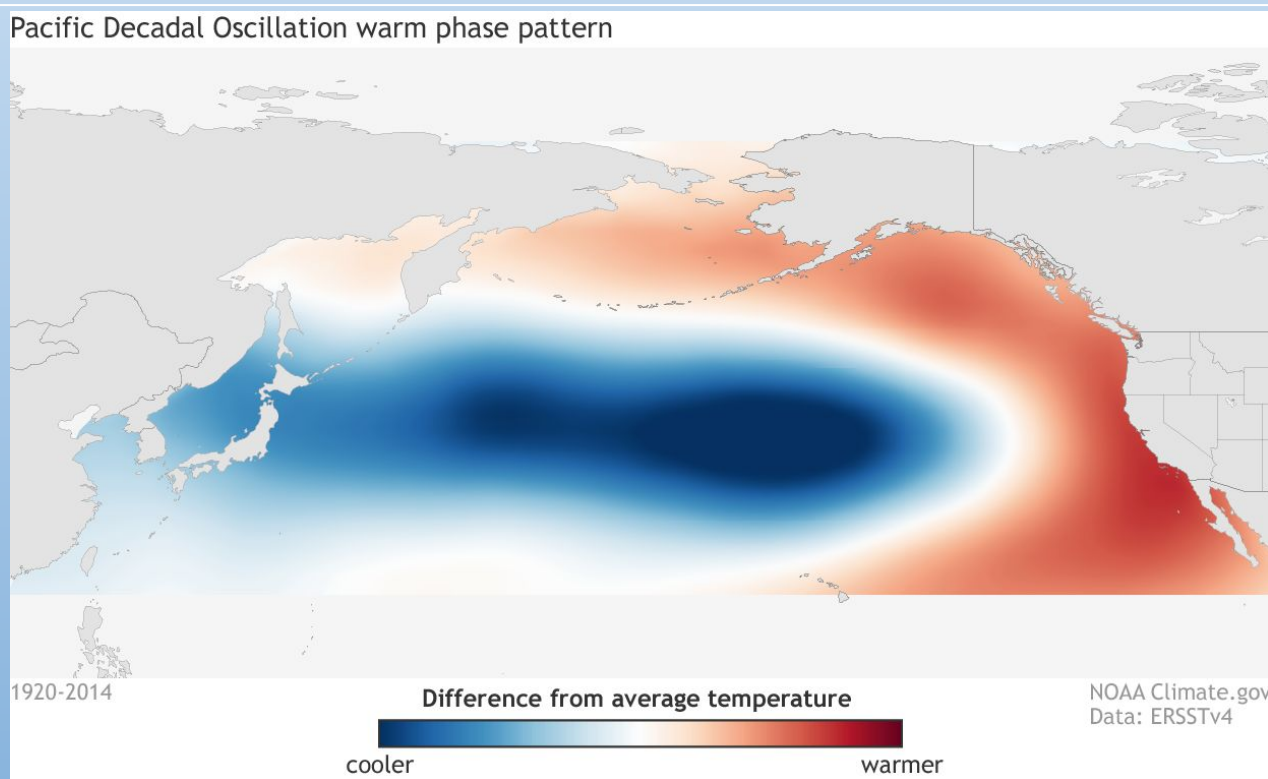 Pacific Decadal Oscillation warm phase pattern
1920-2014
Difference from average temperature
cooler
warmer
NOAA Climate.gov
Data: ERSSTv4